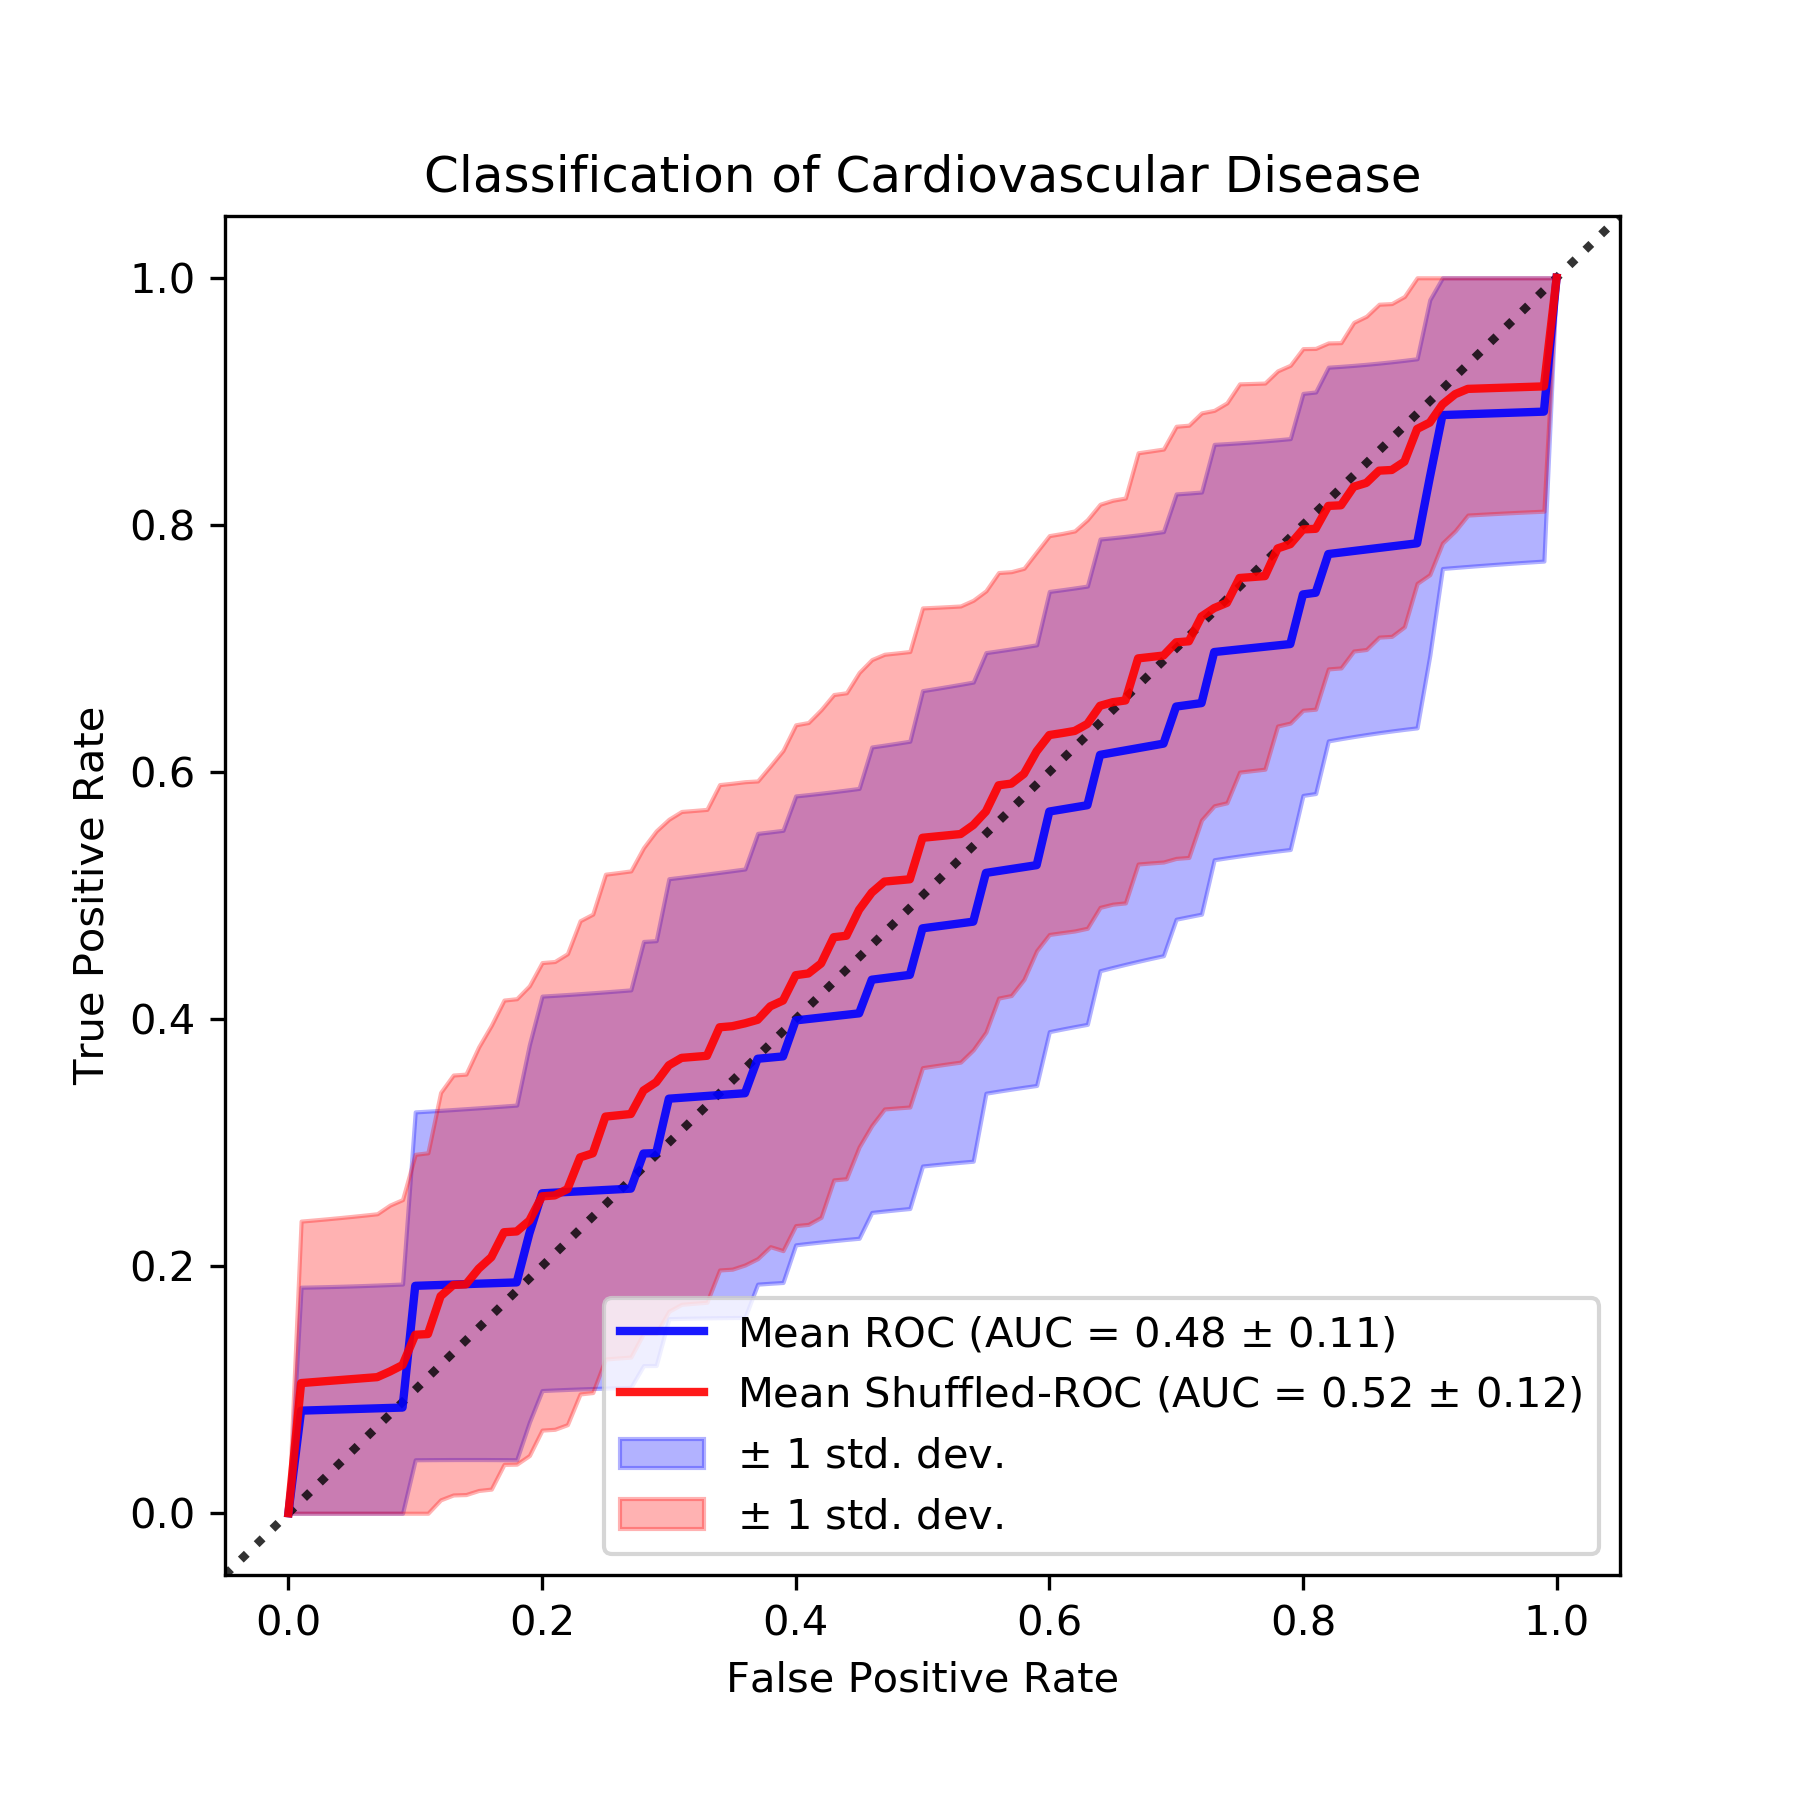 Classification of Cardiovascular Disease
1.0
0.8
0.6
0.4
0.2
0.0
True Positive Rate
Mean ROC (AUC = 0.48 ± 0.11)
Mean Shuffled-ROC (AUC = 0.52 ± 0.12)
± 1 std. dev.
± 1 std. dev.
0.0 0.2 0.4 0.6 0.8 1.0
False Positive Rate